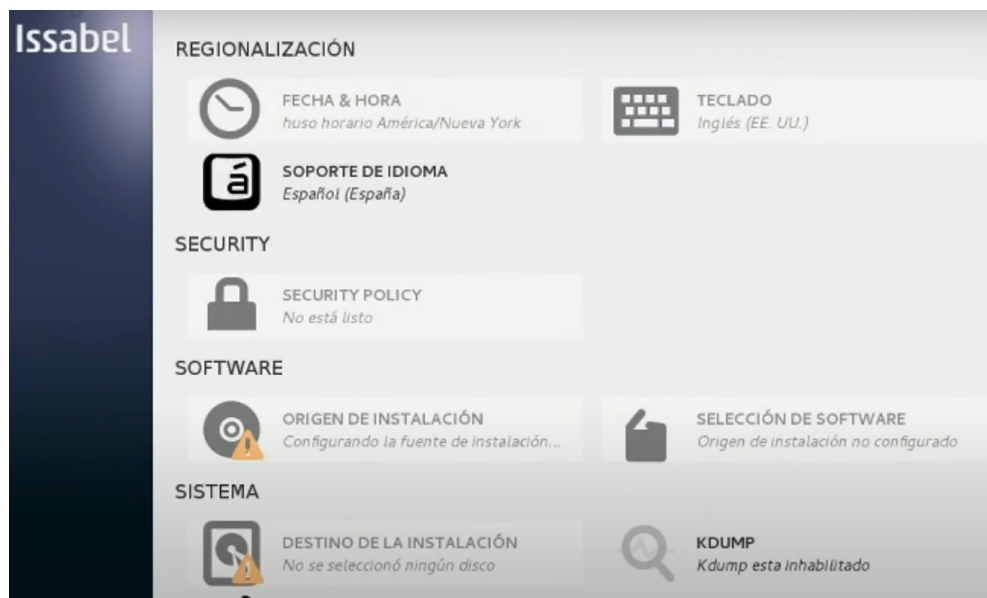 Issabel
REGIONALIZACIÓN
FECHA & HORA
huso horario América/Nueva York
TECLADO
Inglés (EE. UU.)
á
SOPORTE DE IDIOMA
Español (España)
SECURITY
SECURITY POLICY
No está listo
SOFTWARE
ORIGEN DE INSTALACIÓN
Configurando la fuente de instalación...
SELECCIÓN DE SOFTWARE
Origen de instalación no configurado
SISTEMA
DESTINO DE LA INSTALACIÓN
No se seleccionó ningún disco
KDUMP
Kdump esta inhabilitado